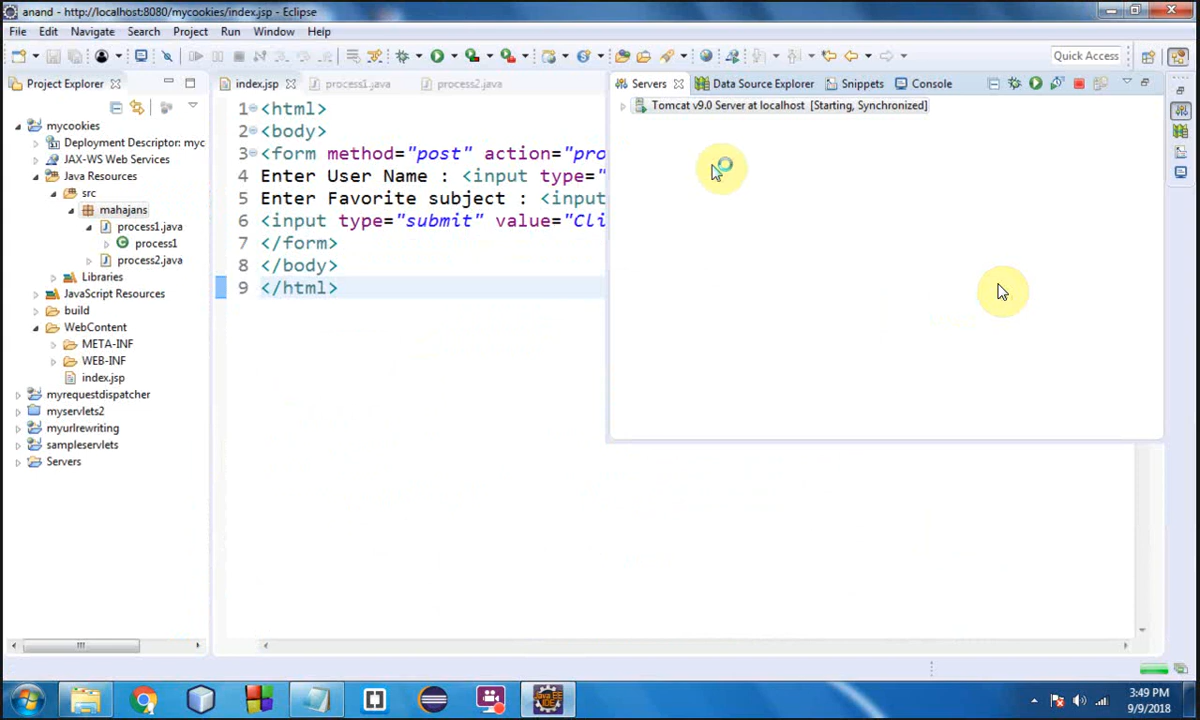 anand - http://localhost:8080/mycookies/index.jsp - Eclipse
File Edit Navigate Search Project Run Window Help
Quick Access
Project Explorer
index.jsp process1.java process2.java
Servers Data Source Explorer Snippets Console
Tomcat v9.0 Server at localhost [Starting, Synchronized]
mycookies
Deployment Descriptor: myc
JAX-WS Web Services
Java Resources
src
mahajans
process1.java
process1
process2.java
Libraries
JavaScript Resources
build
WebContent
META-INF
WEB-INF
index.jsp
myrequestdispatcher
myservlets2
myurlrewriting
sampleservlets
Servers
1 <html>
2 <body>
3 <form method="post" action="pro
4 Enter User Name : <input type="
5 Enter Favorite subject : <input
6 <input type="submit" value="Cli
7 </form>
8 </body>
9 </html>
Java EE
IDE
3:49 PM
9/9/2018